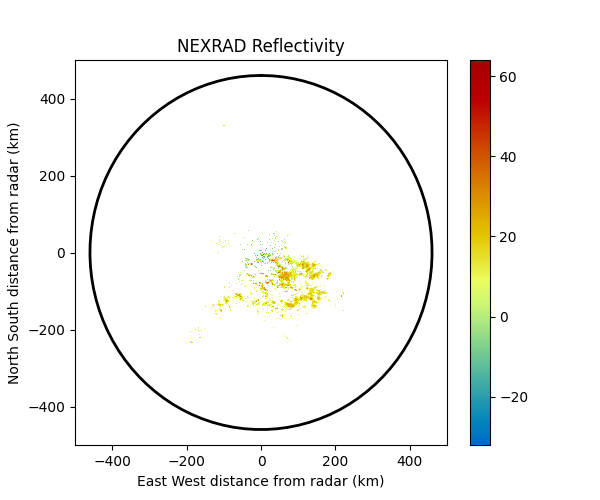 NEXRAD Reflectivity
North South distance from radar (km)
400
200
0
−200
−400
−400 −200 0 200 400
East West distance from radar (km)
60
40
20
0
−20